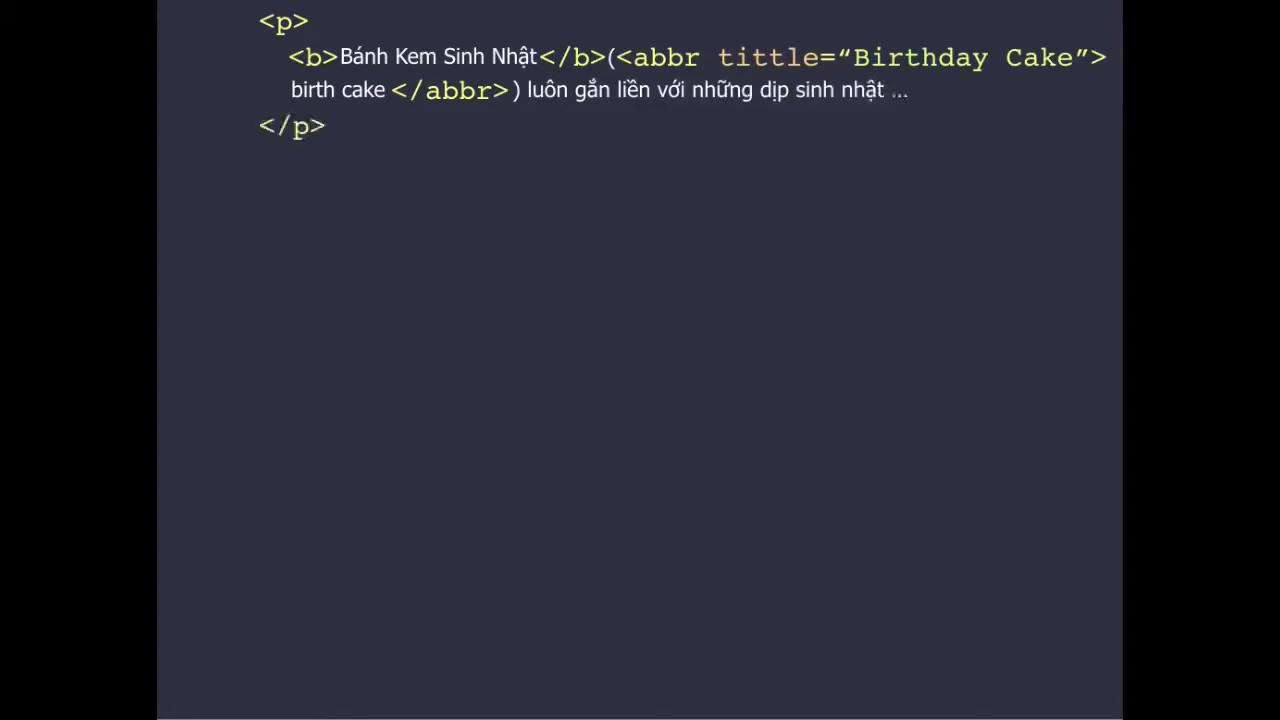 <p>
<b>Bánh Kem Sinh Nhật</b>(<abbr tittle=“Birthday Cake”>
birth cake </abbr>) luôn gắn liền với những dịp sinh nhật ...
</p>